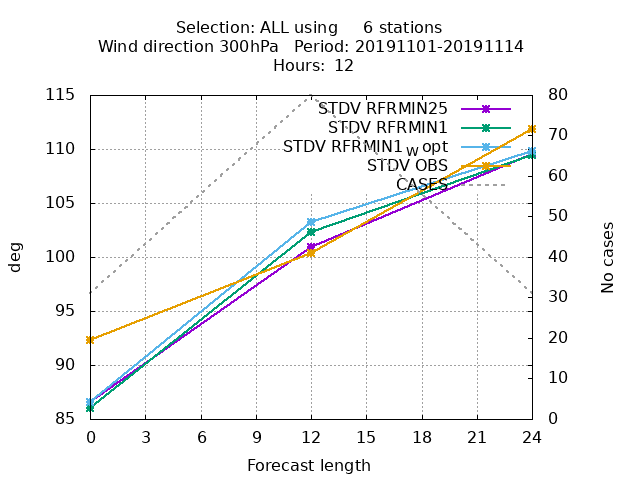 Selection: ALL using     6 stations
Wind direction 300hPa   Period: 20191101-20191114
Hours: 12
115
110
105
100
95
90
85
deg
80
70
60
50
40
30
20
10
0
No cases
STDV RFRMIN25
STDV RFRMIN1
STDV RFRMIN1_w opt
STDV OBS
CASES
0 3 6 9 12 15 18 21 24
Forecast length